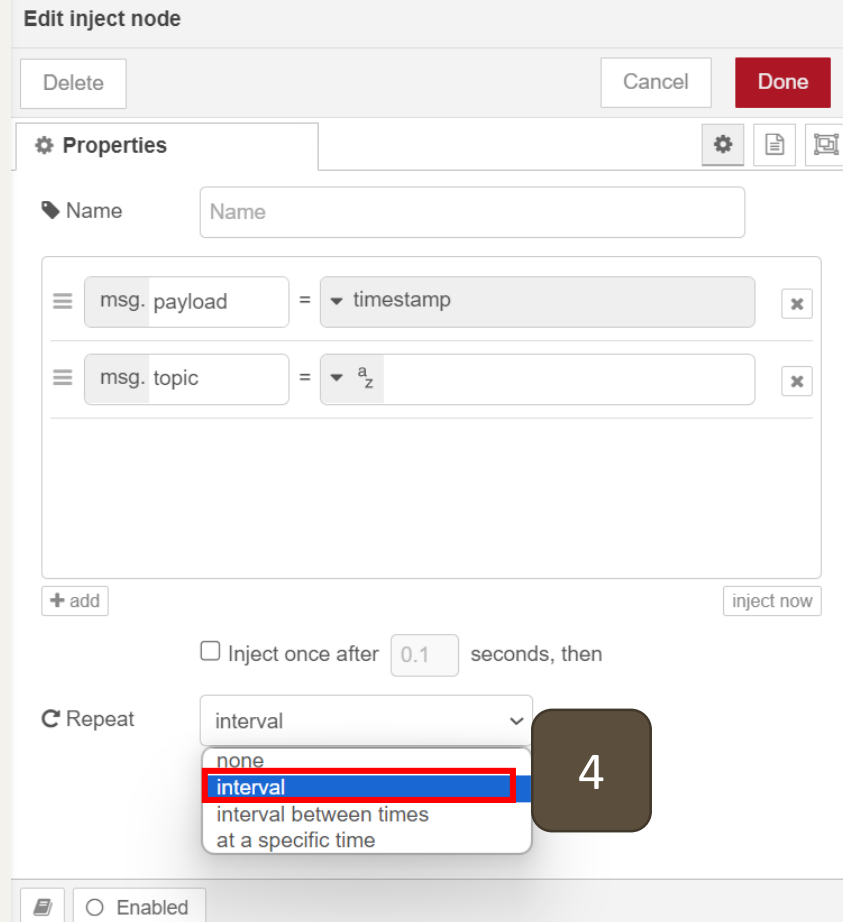 Edit inject node
Delete
Cancel
Done
Properties
Name
Name
msg. payload = timestamp
msg. topic = az
add
inject now
Inject once after 0.1 seconds, then
Repeat
interval
none
interval
interval between times
at a specific time
4
Enabled